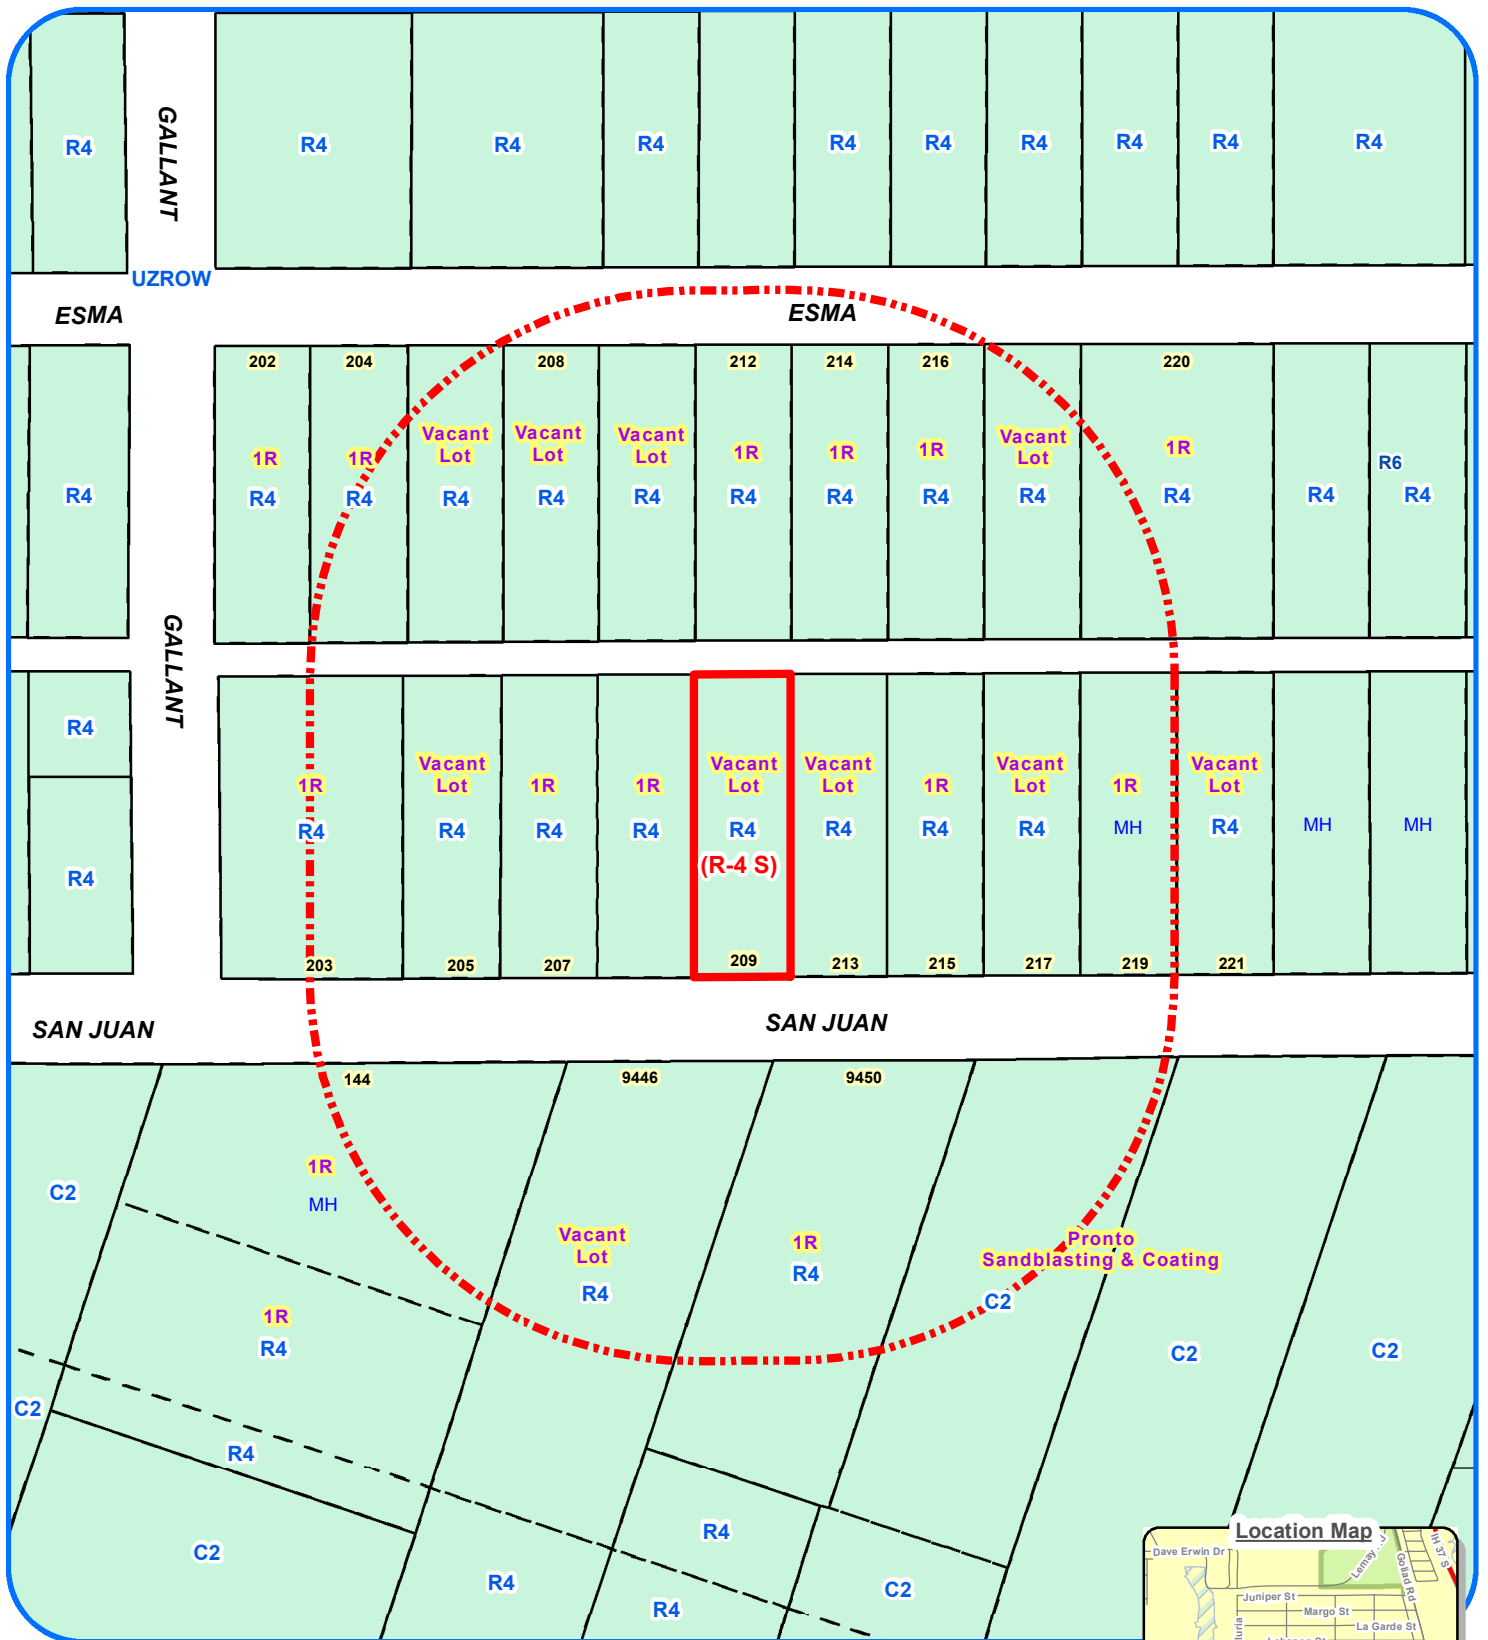 GALLANT
R4
R4
R4
R4
R4
R4
R4
R4
R4
R4
UZROW
ESMA
ESMA
202
204
208
212
214
216
220
Vacant
Lot
Vacant
Lot
Vacant
Lot
Vacant
Lot
1R
1R
1R
1R
1R
1R
R6
R4
R4
R4
R4
R4
R4
R4
R4
R4
R4
R4
R4
R4
GALLANT
R4
Vacant
Lot
Vacant
Lot
Vacant
Lot
Vacant
Lot
Vacant
Lot
1R
1R
1R
1R
1R
R4
R4
R4
R4
R4
R4
R4
R4
MH
R4
MH
MH
(R-4 S)
R4
203
205
207
209
213
215
217
219
221
SAN JUAN
SAN JUAN
144
9446
9450
1R
MH
C2
Vacant
Lot
R4
1R
R4
Pronto
Sandblasting & Coating
C2
1R
R4
C2
C2
C2
R4
C2
R4
R4
R4
C2
Location Map
Dave Erwin Dr
Goliad Rd
IH 37 S
Juniper St
Margo St
La Garde St